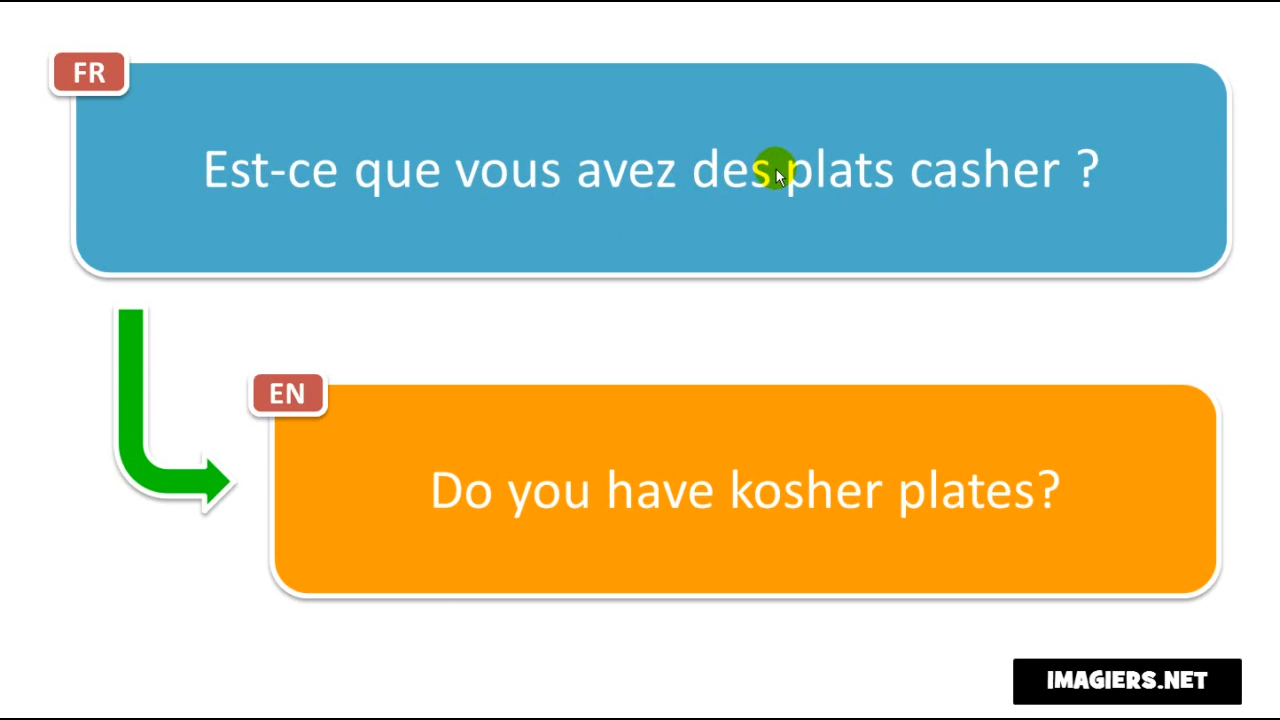 FR
Est-ce que vous avez des plats casher ?
EN
Do you have kosher plates?
IMAGIERS.NET